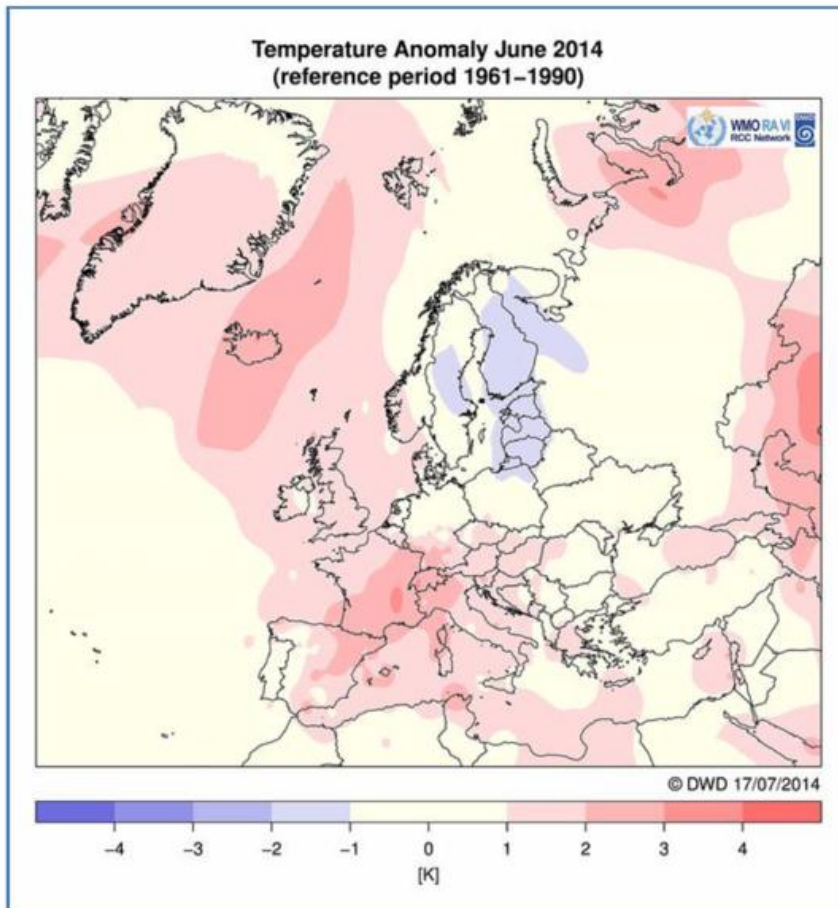 Temperature Anomaly June 2014
(reference period 1961−1990)
WMO RA VI
RCC Network
DWD
© DWD 17/07/2014
−4 −3 −2 −1 0 1 2 3 4
[K]